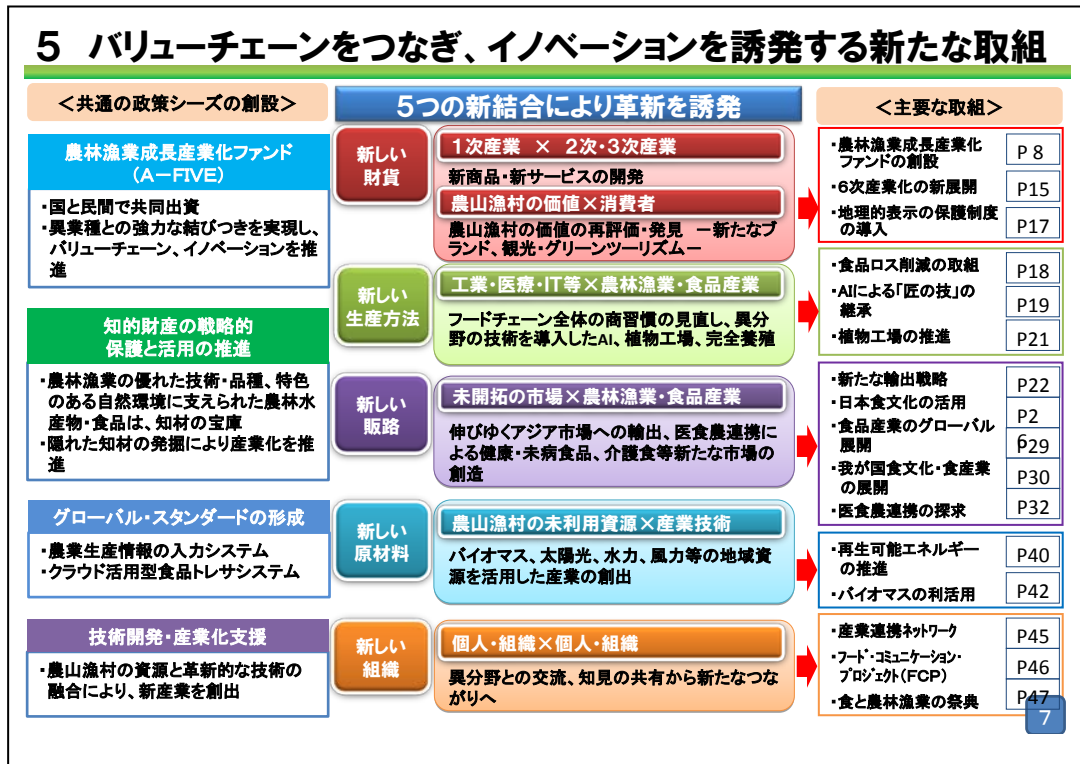 5 バリューチェーンをつなぎ、イノベーションを誘発する新たな取組
＜共通の政策シーズの創設＞
農林漁業成長産業化ファンド
（A－FIVE）
・国と民間で共同出資
・異業種との強力な結びつきを実現し、
バリューチェーン、イノベーションを推
進
知的財産の戦略的
保護と活用の推進
・農林漁業の優れた技術・品種、特色
のある自然環境に支えられた農林水
産物・食品は、知材の宝庫
・隠れた知材の発掘により産業化を推
進
グローバル・スタンダードの形成
・農業生産情報の入力システム
・クラウド活用型食品トレサシステム
技術開発・産業化支援
・農山漁村の資源と革新的な技術の
融合により、新産業を創出
5つの新結合により革新を誘発
新しい
財貨
1次産業 × 2次・3次産業
新商品・新サービスの開発
農山漁村の価値×消費者
農山漁村の価値の再評価・発見 －新たなブ
ランド、観光・グリーンツーリズム－
新しい
生産方法
工業・医療・IT等×農林漁業・食品産業
フードチェーン全体の商習慣の見直し、異分
野の技術を導入したAI、植物工場、完全養殖
新しい
販路
未開拓の市場×農林漁業・食品産業
伸びゆくアジア市場への輸出、医食農連携に
よる健康・未病食品、介護食等新たな市場の
創造
新しい
原材料
農山漁村の未利用資源×産業技術
バイオマス、太陽光、水力、風力等の地域資
源を活用した産業の創出
新しい
組織
個人・組織×個人・組織
異分野との交流、知見の共有から新たなつな
がりへ
＜主要な取組＞
・農林漁業成長産業化
ファンドの創設
P 8
・6次産業化の新展開
P15
・地理的表示の保護制度
の導入
P17
・食品ロス削減の取組
P18
・AIによる「匠の技」の
継承
P19
・植物工場の推進
P21
・新たな輸出戦略
P22
・日本食文化の活用
P2
6
・食品産業のグローバル
展開
P29
・我が国食文化・食産業
の展開
P30
・医食農連携の探求
P32
・再生可能エネルギー
の推進
P40
・バイオマスの利活用
P42
・産業連携ネットワーク
P45
・フード・コミュニケーション・
プロジェクト（FCP）
P46
・食と農林漁業の祭典
P47
7